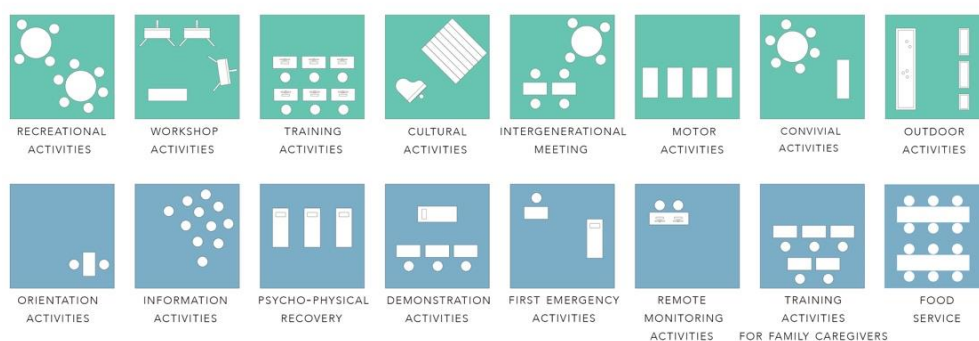 RECREATIONAL
ACTIVITIES
WORKSHOP
ACTIVITIES
TRAINING
ACTIVITIES
CULTURAL
ACTIVITIES
INTERGENERATIONAL
MEETING
MOTOR
ACTIVITIES
CONVIVIAL
ACTIVITIES
OUTDOOR
ACTIVITIES
ORIENTATION
ACTIVITIES
INFORMATION
ACTIVITIES
PSYCHO-PHYSICAL
RECOVERY
DEMONSTRATION
ACTIVITIES
FIRST EMERGENCY
ACTIVITIES
REMOTE
MONITORING
ACTIVITIES
TRAINING
ACTIVITIES
FOR FAMILY CAREGIVERS
FOOD
SERVICE